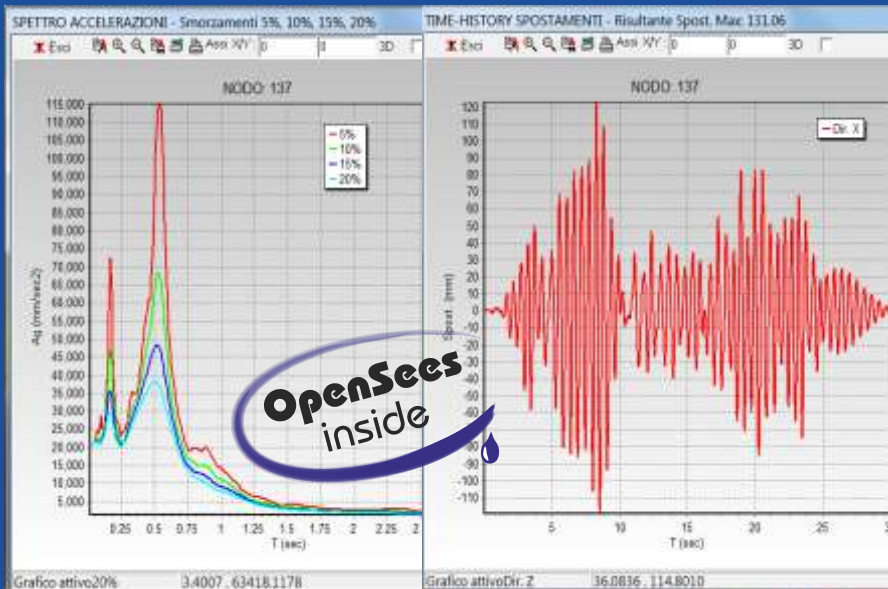 SPETTRO ACCELERAZIONI - Smorzamenti 5%, 10%, 15%, 20%
Esci Assi X/Y 0 0 3D
NODO: 137
115,000
110,000
105,000
100,000
95,000
90,000
85,000
80,000
75,000
70,000
65,000
60,000
55,000
50,000
45,000
40,000
35,000
30,000
25,000
20,000
15,000
10,000
5,000
Ag (mm/sec2)
5%
10%
15%
20%
0.25 0.5 0.75 1 1.25 1.5 1.75 2 2.25
T (sec)
Grafico attivo20% 3.4007 , 63418.1178
OpenSees
inside
TIME-HISTORY SPOSTAMENTI - Risultante Spost. Max: 131.06
Esci Assi X/Y 0 0 3D
NODO: 137
120
110
100
90
80
70
60
50
40
30
20
10
0
-10
-20
-30
-40
-50
-60
-80
-90
-100
-110
Spost. (mm)
Dir. X
5 10 15 20 25
T (sec)
Grafico attivoDir. Z 36.0836 , 114.8010